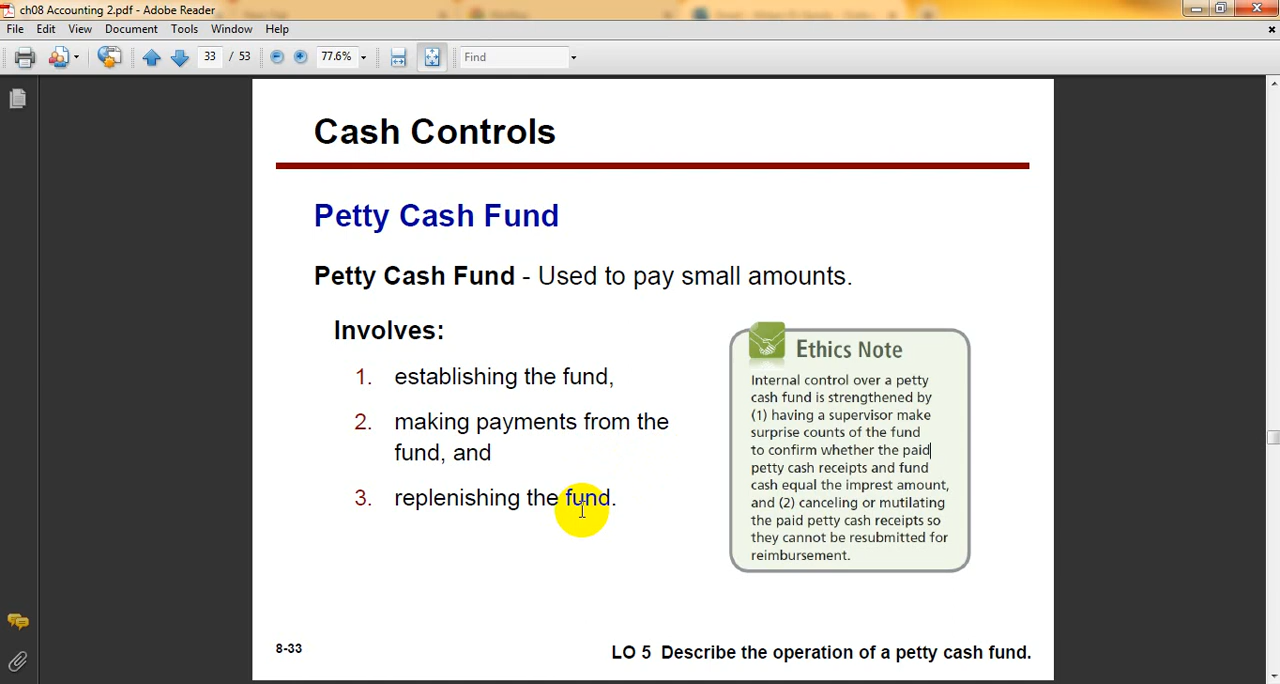 ch08 Accounting 2.pdf - Adobe Reader
File Edit View Document Tools Window Help
33 / 53 77.6% Find
Cash Controls
Petty Cash Fund
Petty Cash Fund - Used to pay small amounts.
Involves:
1. establishing the fund,
2. making payments from the
fund, and
3. replenishing the fund.
Ethics Note
Internal control over a petty
cash fund is strengthened by
(1) having a supervisor make
surprise counts of the fund
to confirm whether the paid
petty cash receipts and fund
cash equal the imprest amount,
and (2) canceling or mutilating
the paid petty cash receipts so
they cannot be resubmitted for
reimbursement.
8-33
LO 5 Describe the operation of a petty cash fund.